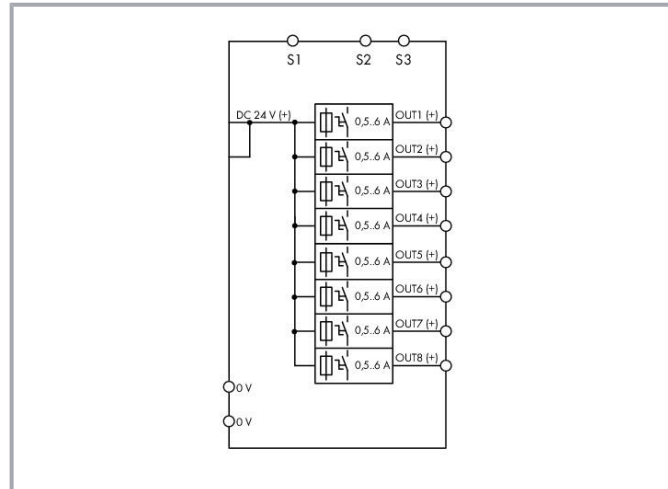 S1 S2 S3
DC 24 V (+)
0,5..6 A OUT1 (+)
0,5..6 A OUT2 (+)
0,5..6 A OUT3 (+)
0,5..6 A OUT4 (+)
0,5..6 A OUT5 (+)
0,5..6 A OUT6 (+)
0,5..6 A OUT7 (+)
0,5..6 A OUT8 (+)
0 V
0 V